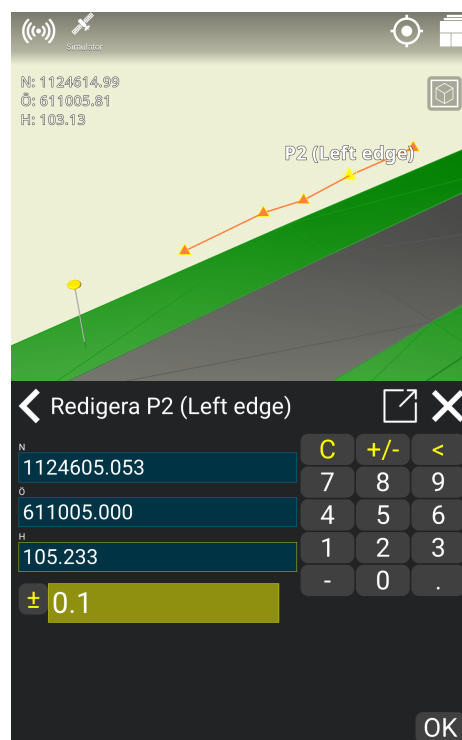 Simulator
N: 1124614.99
Ö: 611005.81
H: 103.13
P2 (Left edge)
Redigera P2 (Left edge)
N
1124605.053
Ö
611005.000
H
105.233
± 0.1
C +/- <
7 8 9
4 5 6
1 2 3
- 0 .
OK